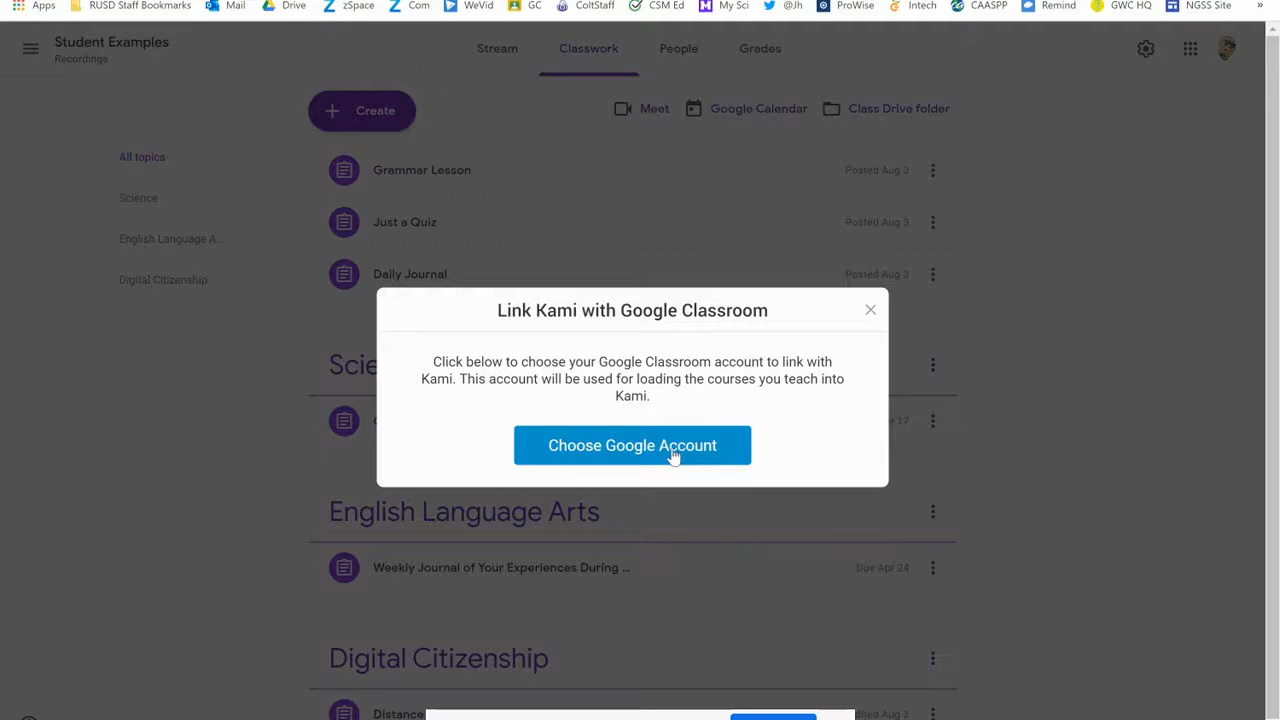 Apps RUSD Staff Bookmarks Mail Drive zSpace Com WeVid GC ColtStaff CSM Ed My Sci @Jh ProWise Intech CAASPP Remind GWC HQ NGSS Site »
Student Examples
Recordings
Stream Classwork People Grades
Create
Meet Google Calendar Class Drive folder
All topics
Science
English Language A...
Digital Citizenship
Grammar Lesson Posted Aug 3
Just a Quiz Posted Aug 3
Daily Journal Posted Aug 3
Link Kami with Google Classroom
Click below to choose your Google Classroom account to link with
Kami. This account will be used for loading the courses you teach into
Kami.
Choose Google Account
English Language Arts
Weekly Journal of Your Experiences During ... Due Apr 24
Digital Citizenship
Distance